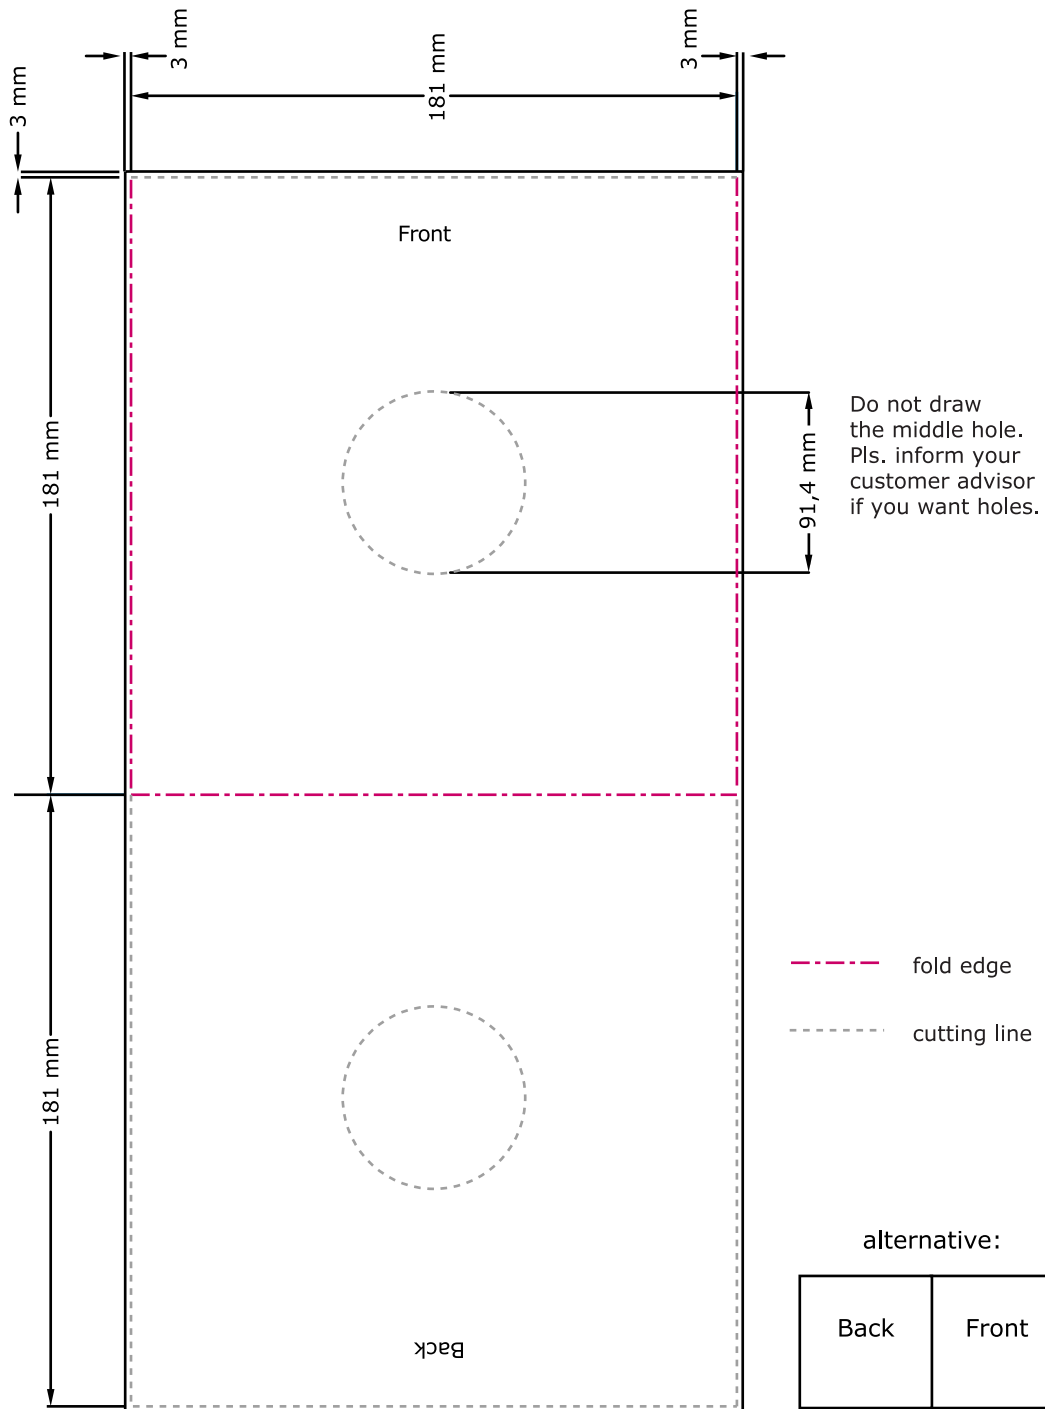 3 mm
3 mm
181 mm
3 mm
Front
181 mm
91,4 mm
Do not draw
the middle hole.
Pls. inform your
customer advisor
if you want holes.
fold edge
cutting line
181 mm
alternative:
Back
Front
Back